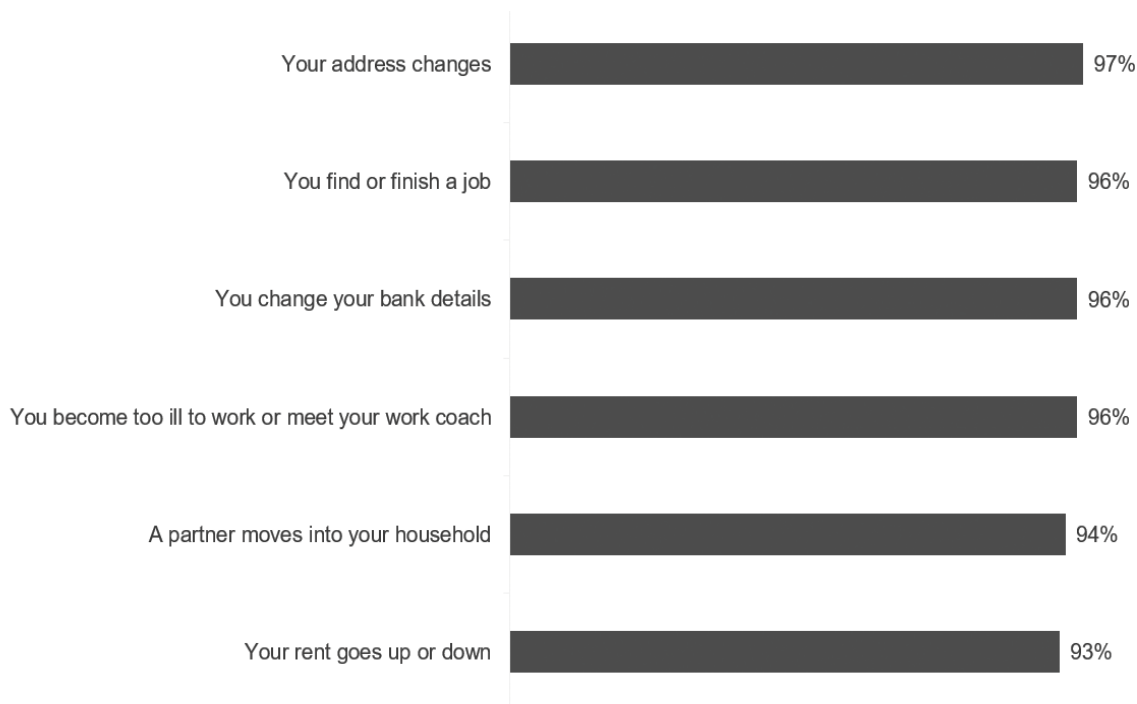 Your address changes 97%
You find or finish a job 96%
You change your bank details 96%
You become too ill to work or meet your work coach 96%
A partner moves into your household 94%
Your rent goes up or down 93%